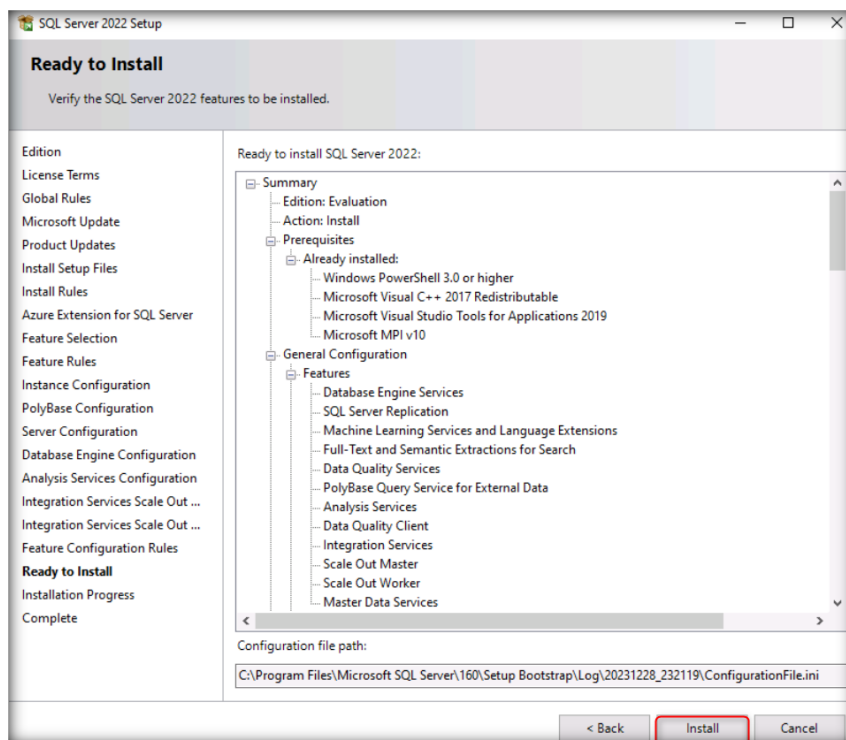 SQL Server 2022 Setup
Ready to Install
Verify the SQL Server 2022 features to be installed.
Edition
License Terms
Global Rules
Microsoft Update
Product Updates
Install Setup Files
Install Rules
Azure Extension for SQL Server
Feature Selection
Feature Rules
Instance Configuration
PolyBase Configuration
Server Configuration
Database Engine Configuration
Analysis Services Configuration
Integration Services Scale Out ...
Integration Services Scale Out ...
Feature Configuration Rules
Ready to Install
Installation Progress
Complete
Ready to install SQL Server 2022:
Summary
Edition: Evaluation
Action: Install
Prerequisites
Already installed:
Windows PowerShell 3.0 or higher
Microsoft Visual C++ 2017 Redistributable
Microsoft Visual Studio Tools for Applications 2019
Microsoft MPI v10
General Configuration
Features
Database Engine Services
SQL Server Replication
Machine Learning Services and Language Extensions
Full-Text and Semantic Extractions for Search
Data Quality Services
PolyBase Query Service for External Data
Analysis Services
Data Quality Client
Integration Services
Scale Out Master
Scale Out Worker
Master Data Services
Configuration file path:
C:\Program Files\Microsoft SQL Server\160\Setup Bootstrap\Log\20231228_232119\ConfigurationFile.ini
< Back
Install
Cancel